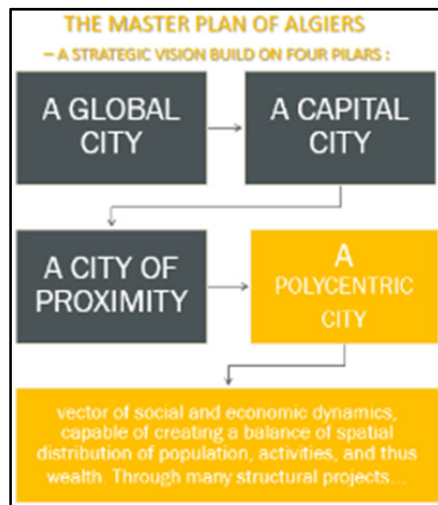 THE MASTER PLAN OF ALGIERS
– A STRATEGIC VISION BUILD ON FOUR PILARS :
A GLOBAL
CITY
A CAPITAL
CITY
A CITY OF
PROXIMITY
A
POLYCENTRIC
CITY
vector of social and economic dynamics,
capable of creating a balance of spatial
distribution of population, activities, and thus
wealth. Through many structural projects...